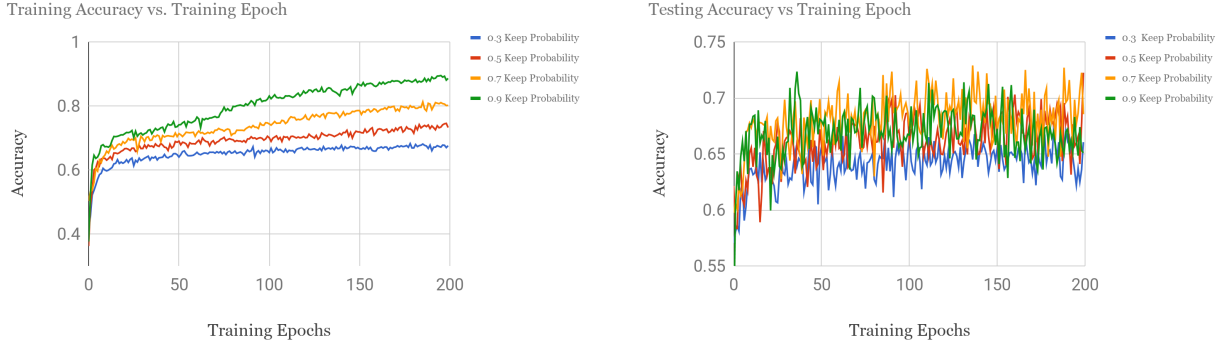 Training Accuracy vs. Training Epoch
1
0.8
0.6
0.4
Accuracy
0
50
100
150
200
Training Epochs
0.3 Keep Probability
0.5 Keep Probability
0.7 Keep Probability
0.9 Keep Probability
Testing Accuracy vs Training Epoch
0.75
0.7
0.65
0.6
0.55
Accuracy
0
50
100
150
200
Training Epochs
0.3 Keep Probability
0.5 Keep Probability
0.7 Keep Probability
0.9 Keep Probability